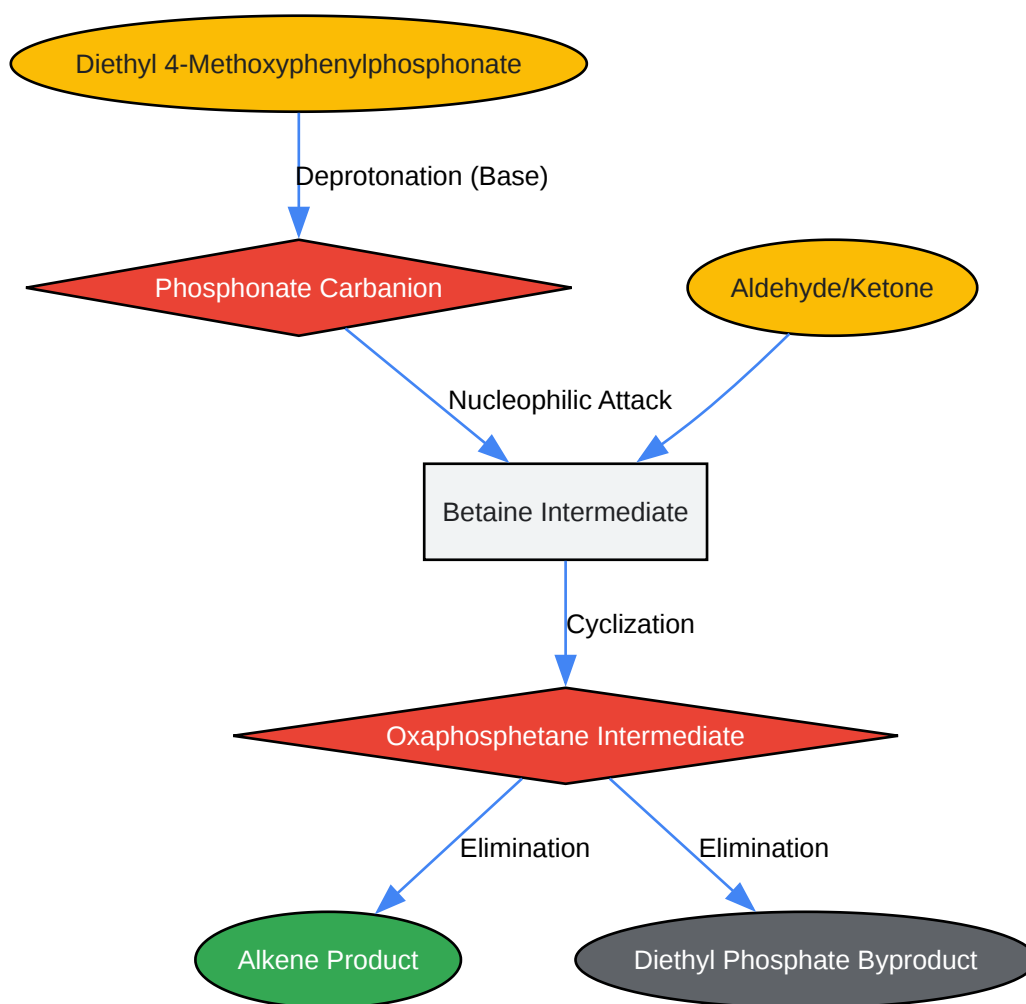 Diethyl 4-Methoxyphenylphosphonate
Deprotonation (Base)
Phosphonate Carbanion
Aldehyde/Ketone
Nucleophilic Attack
Betaine Intermediate
Cyclization
Oxaphosphetane Intermediate
Elimination
Elimination
Alkene Product
Diethyl Phosphate Byproduct